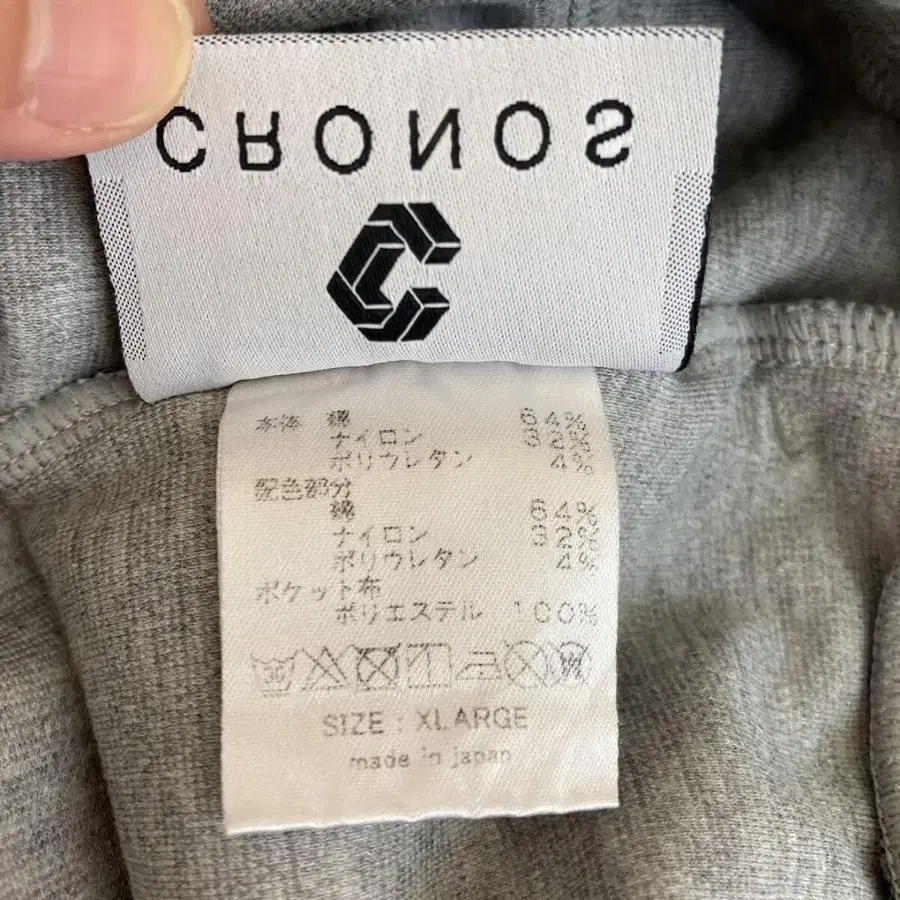 CRONOS
本体 綿 64%
ナイロン 32%
ポリウレタン 4%
配色部分
綿 64%
ナイロン 32%
ポリウレタン 4%
ポケット布
ポリエステル 100%
SIZE : XLARGE
made in japan